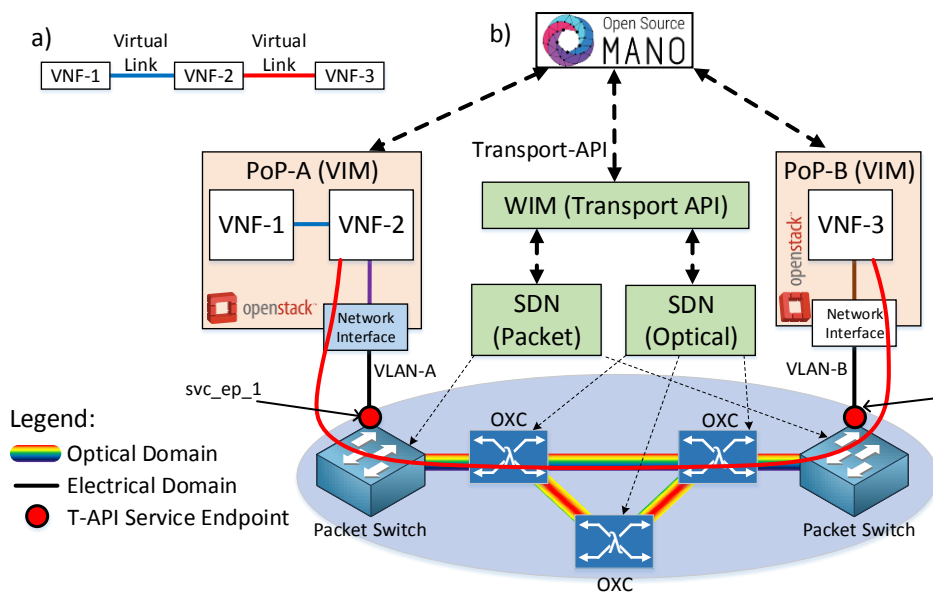 a)
Virtual
Link
Virtual
Link
VNF-1
VNF-2
VNF-3
b)
Open Source
MANO
Transport-API
PoP-A (VIM)
VNF-1
VNF-2
openstack™
Network
Interface
VLAN-A
WIM (Transport API)
SDN
(Packet)
SDN
(Optical)
PoP-B (VIM)
VNF-3
openstack™
Network
Interface
VLAN-B
svc_ep_1
Legend:
Optical Domain
Electrical Domain
T-API Service Endpoint
OXC
λ
OXC
λ
λ
OXC
Packet Switch
Packet Switch